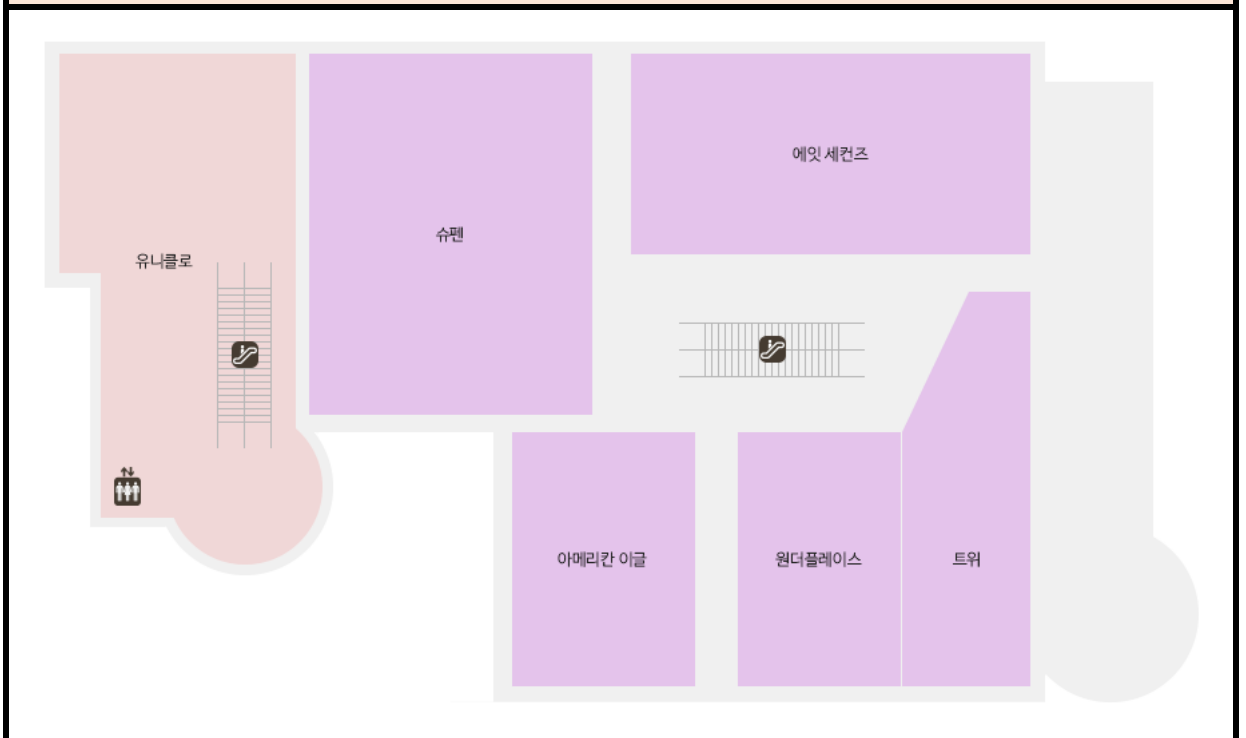 에잇 세컨즈
슈펜
유니클로
아메리칸 이글
원더플레이스
트위